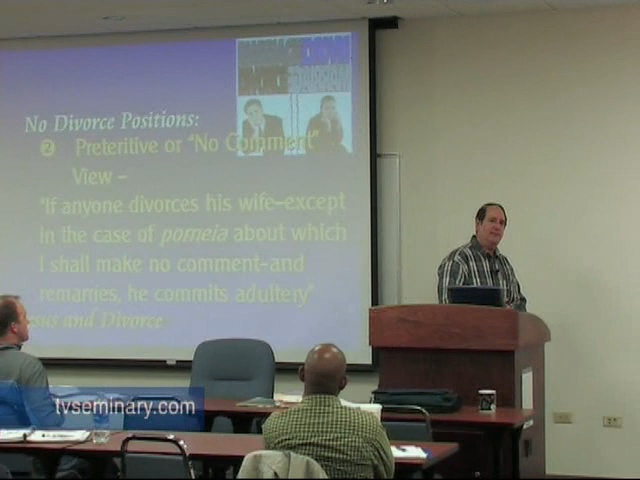 No Divorce Positions:
❷ Preteritive or "No Comment"
View –
"If anyone divorces his wife–except
in the case of porneia about which
I shall make no comment–and
remarries, he commits adultery"
and Divorce
tvseminary.com